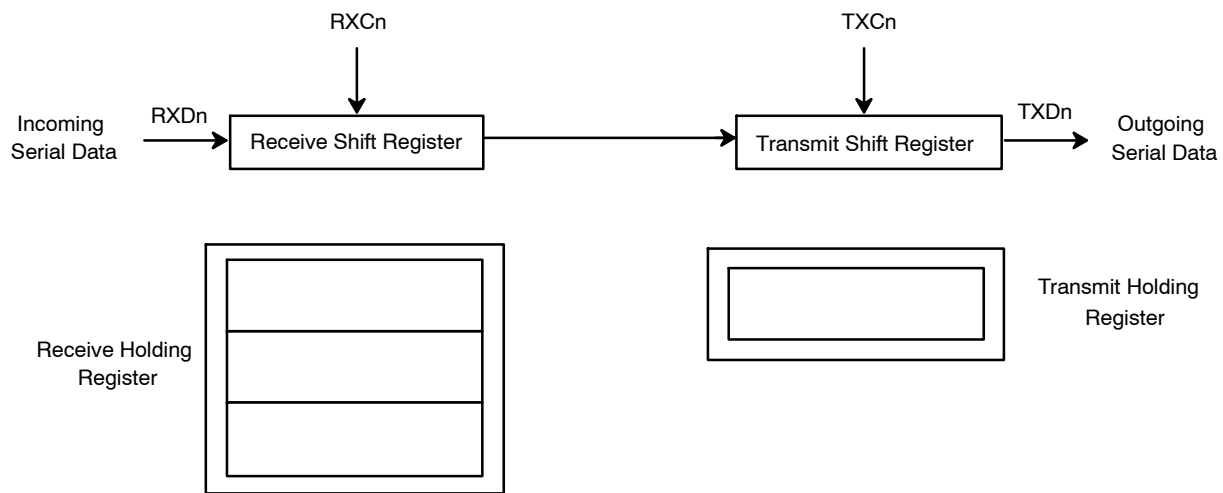 RXCn
TXCn
Incoming
Serial Data
RXDn
Receive Shift Register
Transmit Shift Register
TXDn
Outgoing
Serial Data
Receive Holding
Register
Transmit Holding
Register